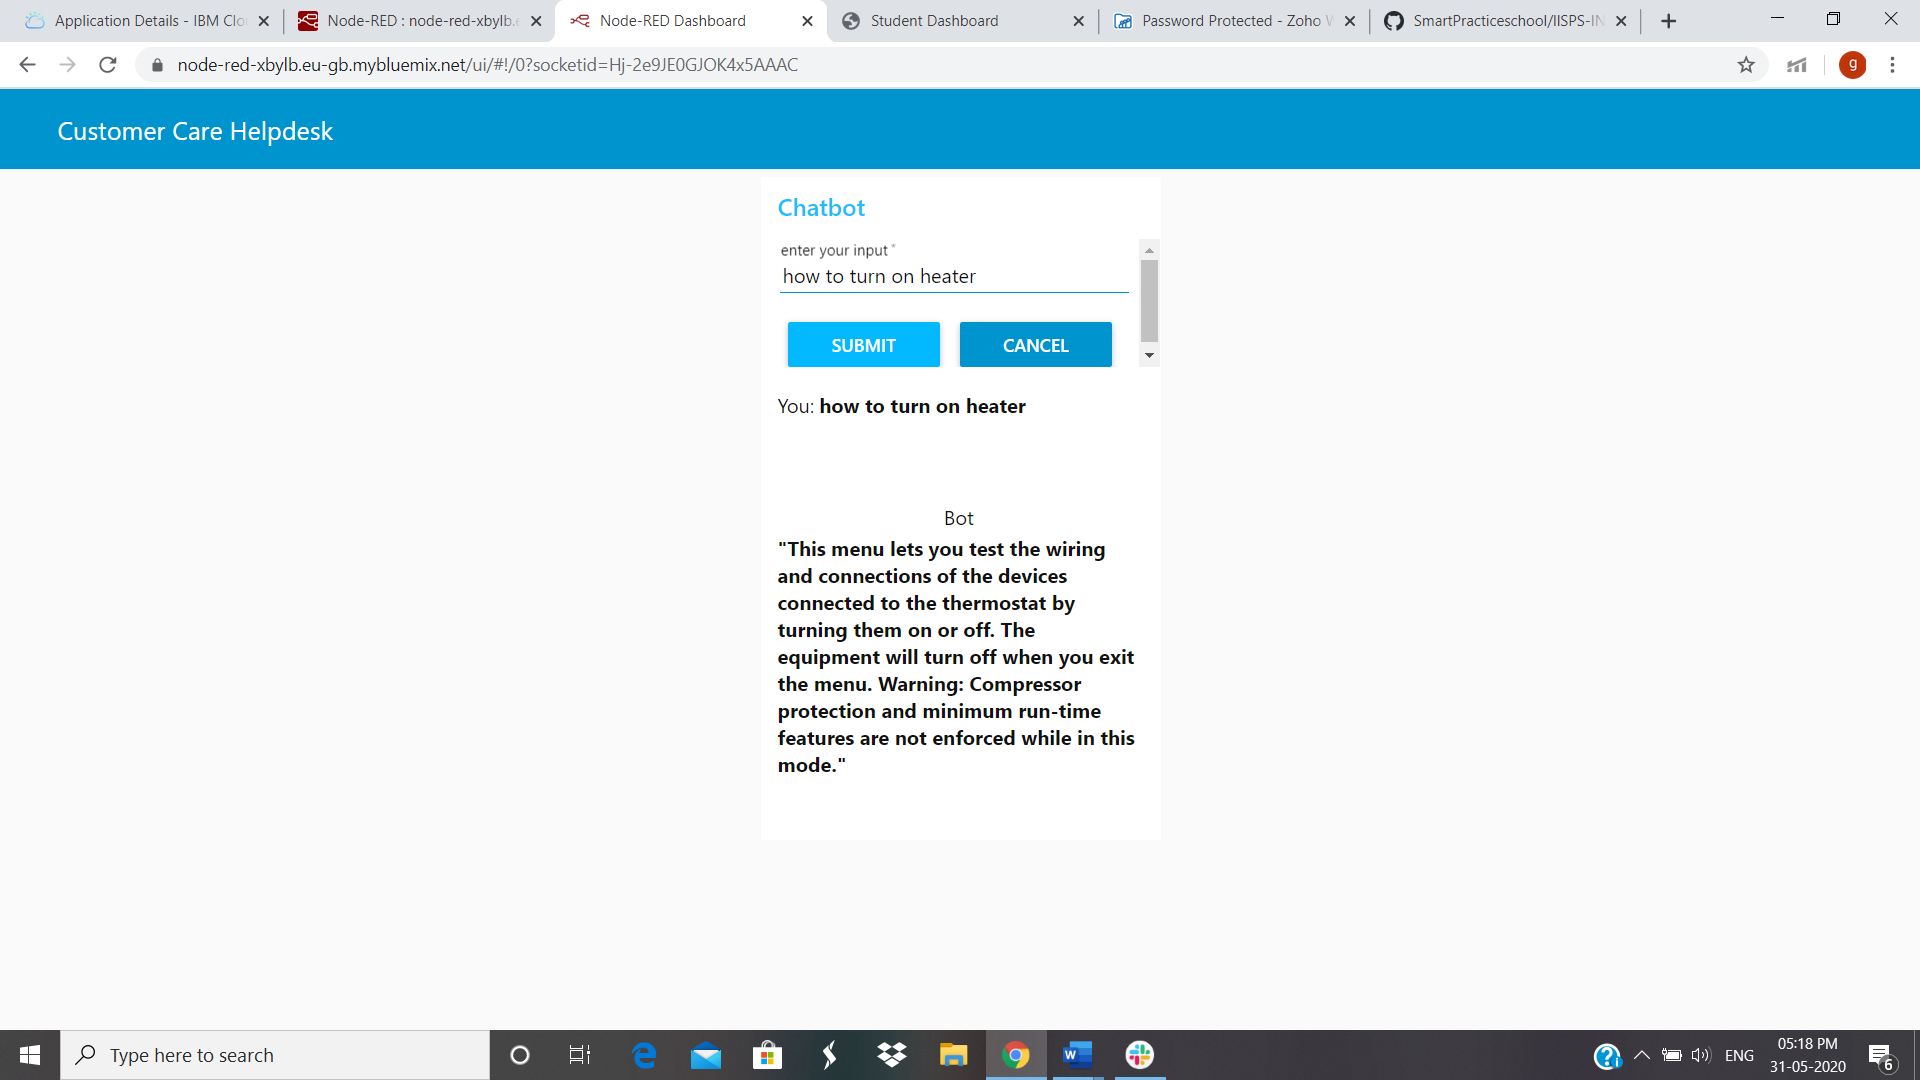 Application Details - IBM Clo
Node-RED : node-red-xbylb.e
Node-RED Dashboard
Student Dashboard
Password Protected - Zoho W
SmartPracticeschool/IISPS-IN
node-red-xbylb.eu-gb.mybluemix.net/ui/#!/0?socketid=Hj-2e9JE0GJOK4x5AAAC
g
Customer Care Helpdesk
Chatbot
enter your input *
how to turn on heater
SUBMIT
CANCEL
You: how to turn on heater
Bot
"This menu lets you test the wiring
and connections of the devices
connected to the thermostat by
turning them on or off. The
equipment will turn off when you exit
the menu. Warning: Compressor
protection and minimum run-time
features are not enforced while in this
mode."
Type here to search
ENG
05:18 PM
31-05-2020
6